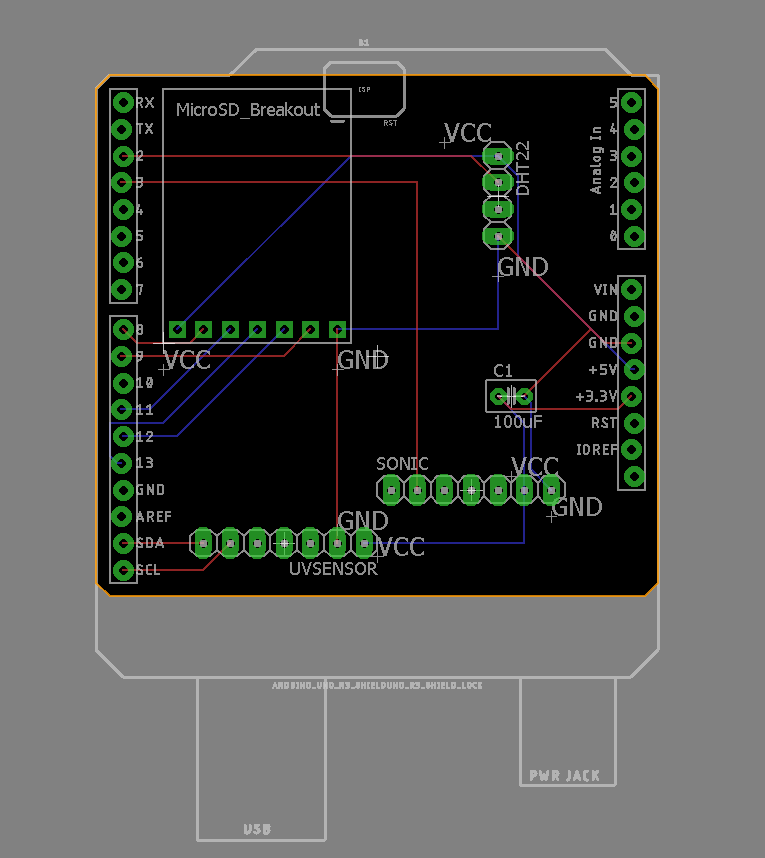 B1
ISP
RST
MicroSD_Breakout
RX
TX
2
3
4
5
6
7
VCC
DHT22
GND
5
4
3
2
1
0
Analog In
8
9
10
11
12
13
GND
AREF
SDA
SCL
VCC
GND
VIN
GND
GND
+5V
+3.3V
RST
IOREF
C1
100uF
SONIC
VCC
GND
GND
VCC
UVSENSOR
PWR JACK
USB